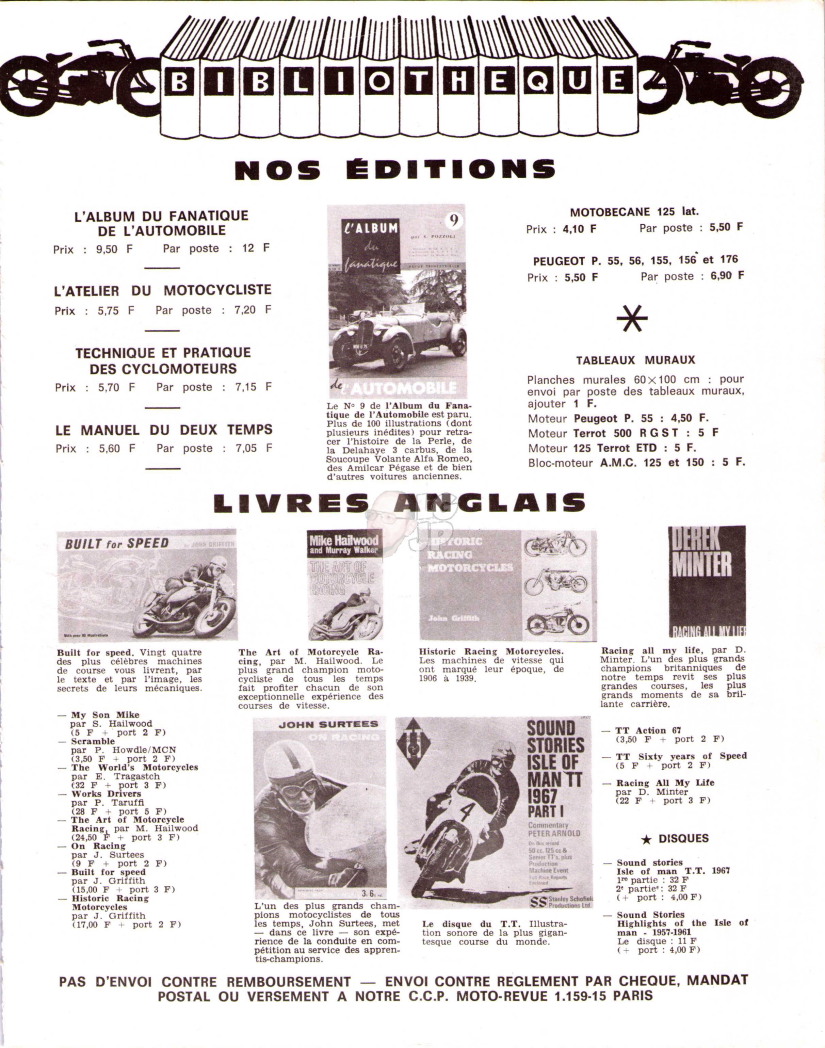 BIBLIOTHEQUE
NOS ÉDITIONS
L'ALBUM DU FANATIQUE
DE L'AUTOMOBILE
Prix : 9,50 F Par poste : 12 F
L'ATELIER DU MOTOCYCLISTE
Prix : 5,75 F Par poste : 7,20 F
TECHNIQUE ET PRATIQUE
DES CYCLOMOTEURS
Prix : 5,70 F Par poste : 7,15 F
LE MANUEL DU DEUX TEMPS
Prix : 5,60 F Par poste : 7,05 F
9
L'ALBUM
du
fanatique
de L'AUTOMOBILE
Le N° 9 de l'Album du Fana-
tique de l'Automobile est paru.
Plus de 100 illustrations (dont
plusieurs inédites) pour retra-
cer l'histoire de la Perle, de
la Delahaye 3 carbus, de la
Soucoupe Volante Alfa Romeo,
des Amilcar Pégase et de bien
d'autres voitures anciennes.
MOTOBECANE 125 lat.
Prix : 4,10 F Par poste : 5,50 F
PEUGEOT P. 55, 56, 155, 156 et 176
Prix : 5,50 F Par poste : 6,90 F
TABLEAUX MURAUX
Planches murales 60×100 cm : pour
envoi par poste des tableaux muraux,
ajouter 1 F.
Moteur Peugeot P. 55 : 4,50 F.
Moteur Terrot 500 R G S T : 5 F
Moteur 125 Terrot ETD : 5 F.
Bloc-moteur A.M.C. 125 et 150 : 5 F.
LIVRES ANGLAIS
BUILT for SPEED by JOHN GRIFFITH
Built for speed. Vingt quatre
des plus célèbres machines
de course vous livrent, par
le texte et par l'image, les
secrets de leurs mécaniques.
Mike Hailwood
and Murray Walker
THE ART OF
MOTORCYCLE
RACING
The Art of Motorcycle Ra-
cing, par M. Hailwood. Le
plus grand champion moto-
cycliste de tous les temps
fait profiter chacun de son
exceptionnelle expérience des
courses de vitesse.
HISTORIC
RACING
MOTORCYCLES
John Griffith
Historic Racing Motorcycles.
Les machines de vitesse qui
ont marqué leur époque, de
1906 à 1939.
DEREK
MINTER
RACING ALL MY LIFE
Racing all my life, par D.
Minter. L'un des plus grands
champions britanniques de
notre temps revit ses plus
grandes courses, les plus
grands moments de sa bril-
lante carrière.
— My Son Mike
par S. Hailwood
(5 F + port 2 F)
— Scramble
par P. Howdle/MCN
(3,50 F + port 2 F)
— The World's Motorcycles
par E. Tragastch
(32 F + port 3 F)
— Works Drivers
par P. Taruffi
(28 F + port 5 F)
— The Art of Motorcycle
Racing, par M. Hailwood
(24,50 F + port 3 F)
— On Racing
par J. Surtees
(9 F + port 2 F)
— Built for speed
par J. Griffith
(15,00 F + port 3 F)
— Historic Racing
Motorcycles
par J. Griffith
(17,00 F + port 2 F)
JOHN SURTEES
ON RACING
3/6
L'un des plus grands cham-
pions motocyclistes de tous
les temps, John Surtees, met
— dans ce livre — son expé-
rience de la conduite en com-
pétition au service des appren-
tis-champions.
SOUND
STORIES
ISLE OF
MAN TT
1967
PART I
Commentary
PETER ARNOLD
4
SS Stanley Schofield
Productions Ltd
Le disque du T.T. Illustra-
tion sonore de la plus gigan-
tesque course du monde.
— TT Action 67
(3,50 F + port 2 F)
— TT Sixty years of Speed
(5 F + port 2 F)
— Racing All My Life
par D. Minter
(22 F + port 3 F)
★ DISQUES
— Sound stories
Isle of man T.T. 1967
1re partie : 32 F
2e partie : 32 F
(+ port : 4,00 F)
— Sound Stories
Highlights of the Isle of
man - 1957-1961
Le disque : 11 F
(+ port : 4,00 F)
PAS D'ENVOI CONTRE REMBOURSEMENT — ENVOI CONTRE REGLEMENT PAR CHEQUE, MANDAT
POSTAL OU VERSEMENT A NOTRE C.C.P. MOTO-REVUE 1.159-15 PARIS